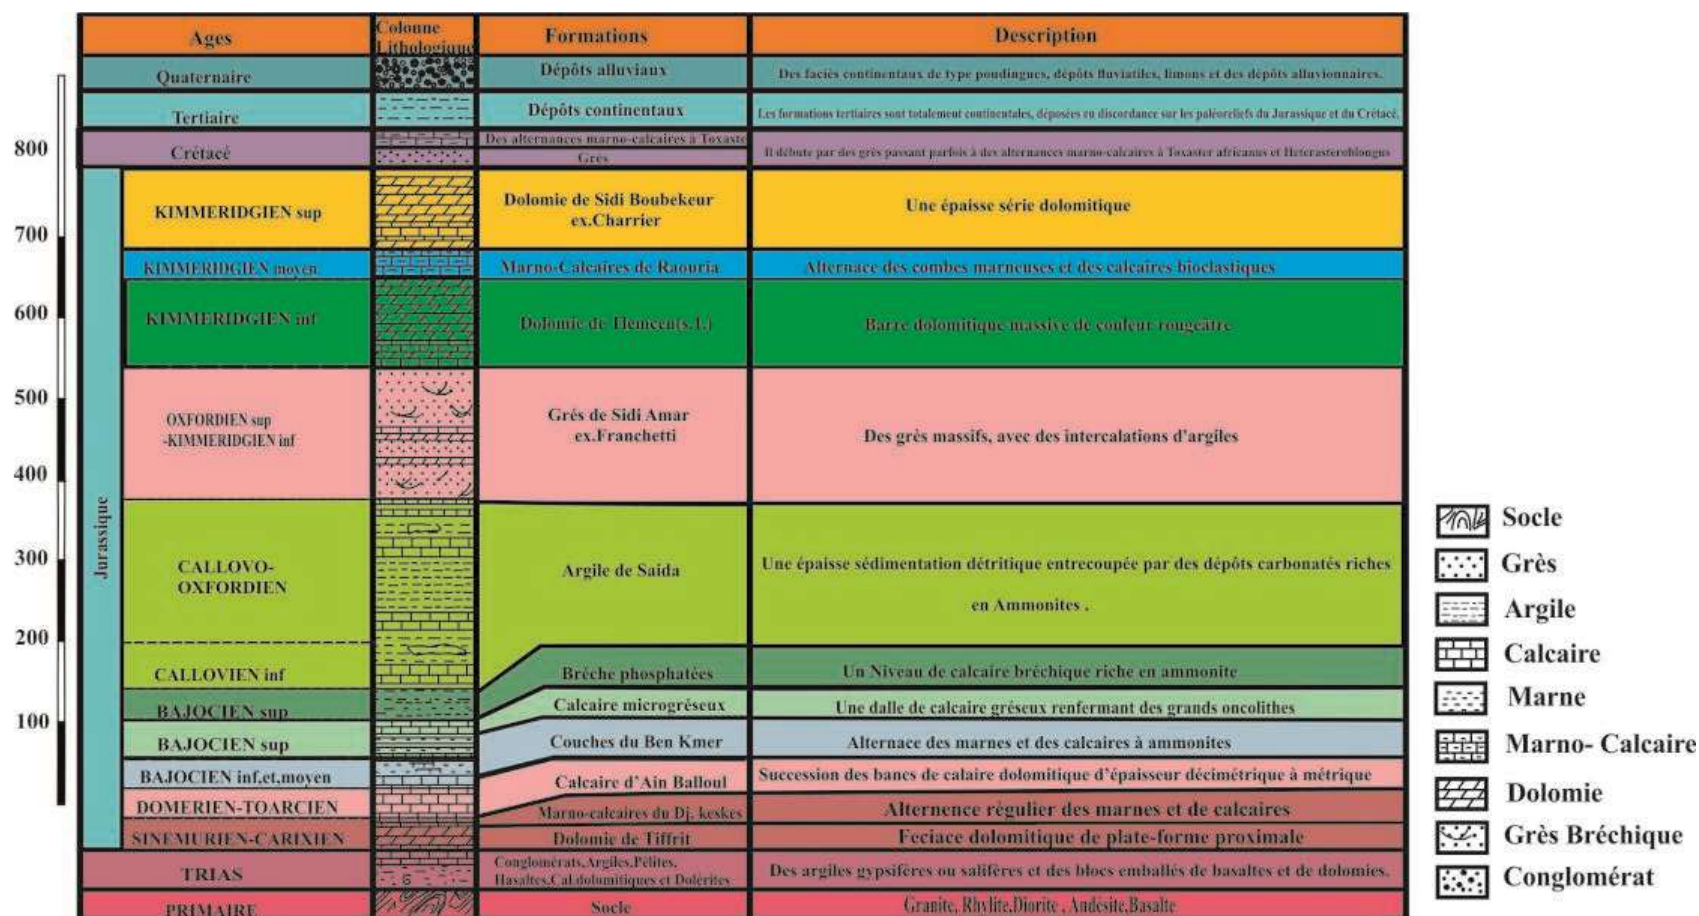 Ages
Colonne
Lithologique
Formations
Description
Quaternaire
Dépôts alluviaux
Des faciès continentaux de type poudingues, dépôts fluviatiles, limons et des dépôts alluvionnaires.
Tertiaire
Dépôts continentaux
Les formations tertiaires sont totalement continentales, déposées en discordance sur les paléoreliefs du Jurassique et du Crétacé.
Crétacé
Des alternances marno-calcaires à Toxaste
Grès
Il débute par des grès passant parfois à des alternances marno-calcaires à Toxaster africanus et Heterasteroblongus
Jurassique
KIMMERIDGIEN sup
Dolomie de Sidi Boubekeur
ex.Charrier
Une épaisse série dolomitique
KIMMERIDGIEN moyen
Marno-Calcaires de Raouria
Alternace des combes marneuses et des calcaires bioclastiques
KIMMERIDGIEN inf
Dolomie de Tlemcen(s.l.)
Barre dolomitique massive de couleur rougeâtre
OXFORDIEN sup
-KIMMERIDGIEN inf
Grés de Sidi Amar
ex.Franchetti
Des grès massifs, avec des intercalations d'argiles
CALLOVO-
OXFORDIEN
Argile de Saida
Une épaisse sédimentation détritique entrecoupée par des dépôts carbonatés riches
en Ammonites .
CALLOVIEN inf
Brèche phosphatées
Un Niveau de calcaire bréchique riche en ammonite
BAJOCIEN sup
Calcaire microgréseux
Une dalle de calcaire gréseux renfermant des grands oncolithes
BAJOCIEN sup
Couches du Ben Kmer
Alternace des marnes et des calcaires à ammonites
BAJOCIEN inf,et,moyen
Calcaire d'Ain Balloul
Succession des bancs de calaire dolomitique d'épaisseur décimétrique à métrique
DOMERIEN-TOARCIEN
Marno-calcaires du Dj. keskes
Alternence régulier des marnes et de calcaires
SINEMURIEN-CARIXIEN
Dolomie de Tiffrit
Feciace dolomitique de plate-forme proximale
TRIAS
Conglomérats,Argiles,Pélites,
Hasaltes,Cal.dolomitiques et Dolérites
Des argiles gypsifères ou salifères et des blocs emballés de basaltes et de dolomies.
PRIMAIRE
Socle
Granite, Rhylite,Diorite , Andésite,Basalte
800
700
600
500
400
300
200
100
Socle
Grès
Argile
Calcaire
Marne
Marno- Calcaire
Dolomie
Grès Bréchique
Conglomérat